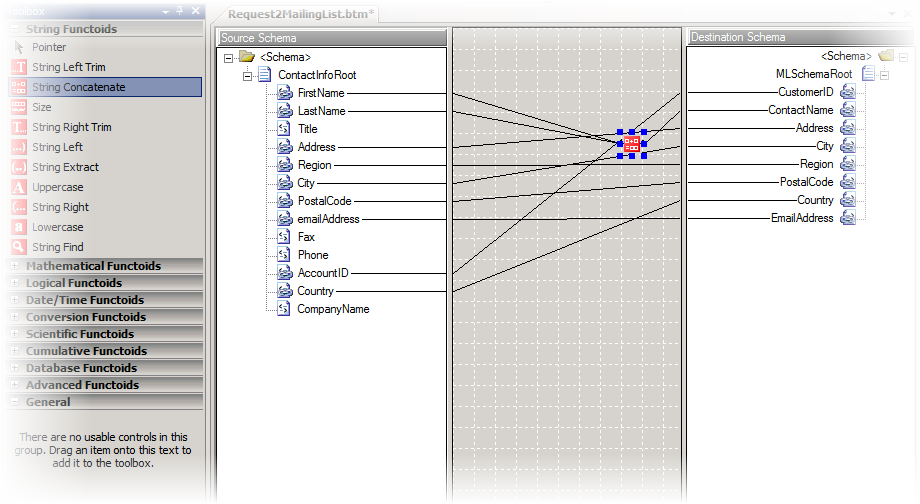 Toolbox
String Functoids
Pointer
String Left Trim
String Concatenate
Size
String Right Trim
String Left
String Extract
Uppercase
String Right
Lowercase
String Find
Mathematical Functoids
Logical Functoids
Date/Time Functoids
Conversion Functoids
Scientific Functoids
Cumulative Functoids
Database Functoids
Advanced Functoids
General
There are no usable controls in this
group. Drag an item onto this text to
add it to the toolbox.
Request2MailingList.btm*
Source Schema
<Schema>
ContactInfoRoot
FirstName
LastName
Title
Address
Region
City
PostalCode
emailAddress
Fax
Phone
AccountID
Country
CompanyName
Destination Schema
<Schema>
MLSchemaRoot
CustomerID
ContactName
Address
City
Region
PostalCode
Country
EmailAddress